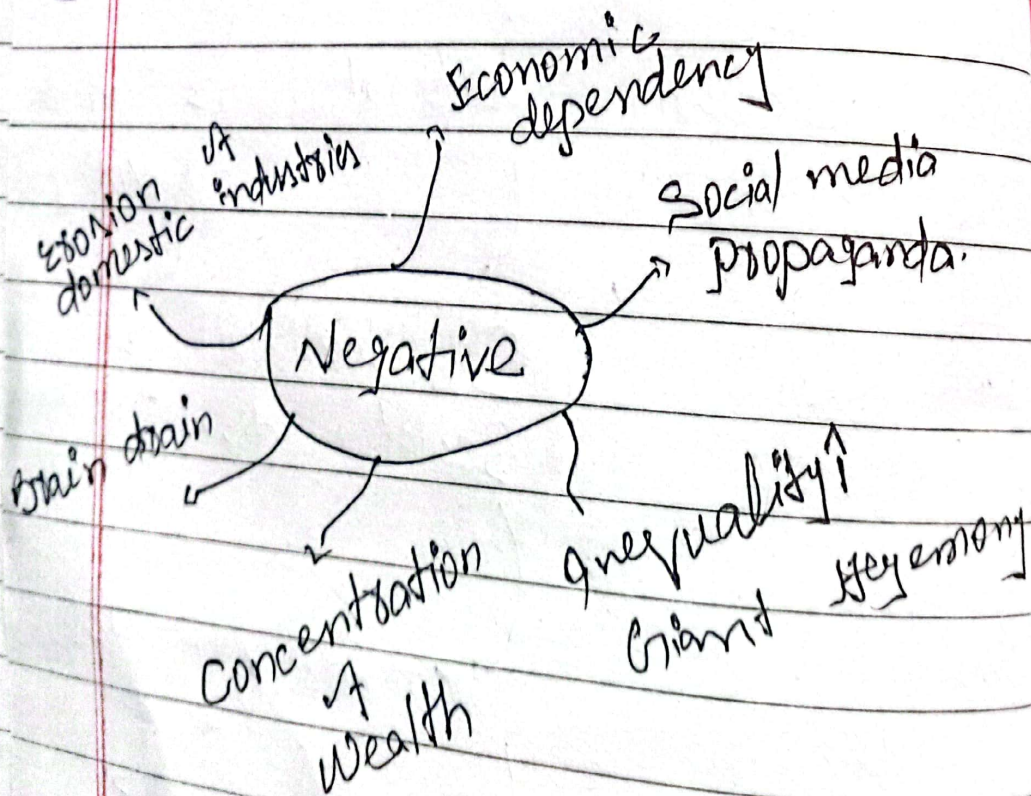 Economic
dependency
Social media
propaganda.
Inequality↑
Giant Hegemony
Concentration
of
Wealth
Brain drain
Erosion of
domestic industries
Negative